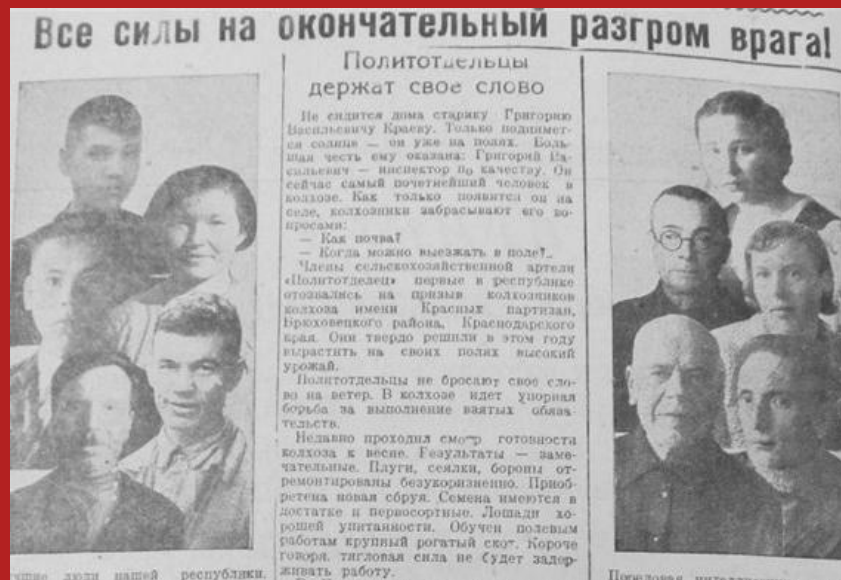 Все силы на окончательный разгром врага!
Политотдельцы
держат свое слово
Не сидится дома старику Григорию
Васильевичу Краеву. Только поднимет-
ся солнце — он уже на полях. Боль-
шая честь ему оказана: Григорий Ва-
сильевич — инспектор по качеству. Он
сейчас самый почетнейший человек в
колхозе. Как только появится он на
селе, колхозники забрасывают его во-
просами:
— Как почва?
— Когда можно выезжать в поле?..
Члены сельскохозяйственной артели
«Политотделец» первые в республике
отозвались на призыв колхозников
колхоза имени Красных партизан,
Брюховецкого района, Краснодарского
края. Они твердо решили в этом году
вырастить на своих полях высокий
урожай.
Политотдельцы не бросают свое сло-
во на ветер. В колхозе идет упорная
борьба за выполнение взятых обяза-
тельств.
Недавно проходил смотр готовности
колхоза к весне. Результаты — заме-
чательные. Плуги, сеялки, бороны от-
ремонтированы безукоризненно. Приоб-
ретена новая сбруя. Семена имеются в
достатке и первосортные. Лошади хо-
рошей упитанности. Обучен полевым
работам крупный рогатый скот. Короче
говоря, тягловая сила не будет задер-
живать работу.
люди нашей республики.